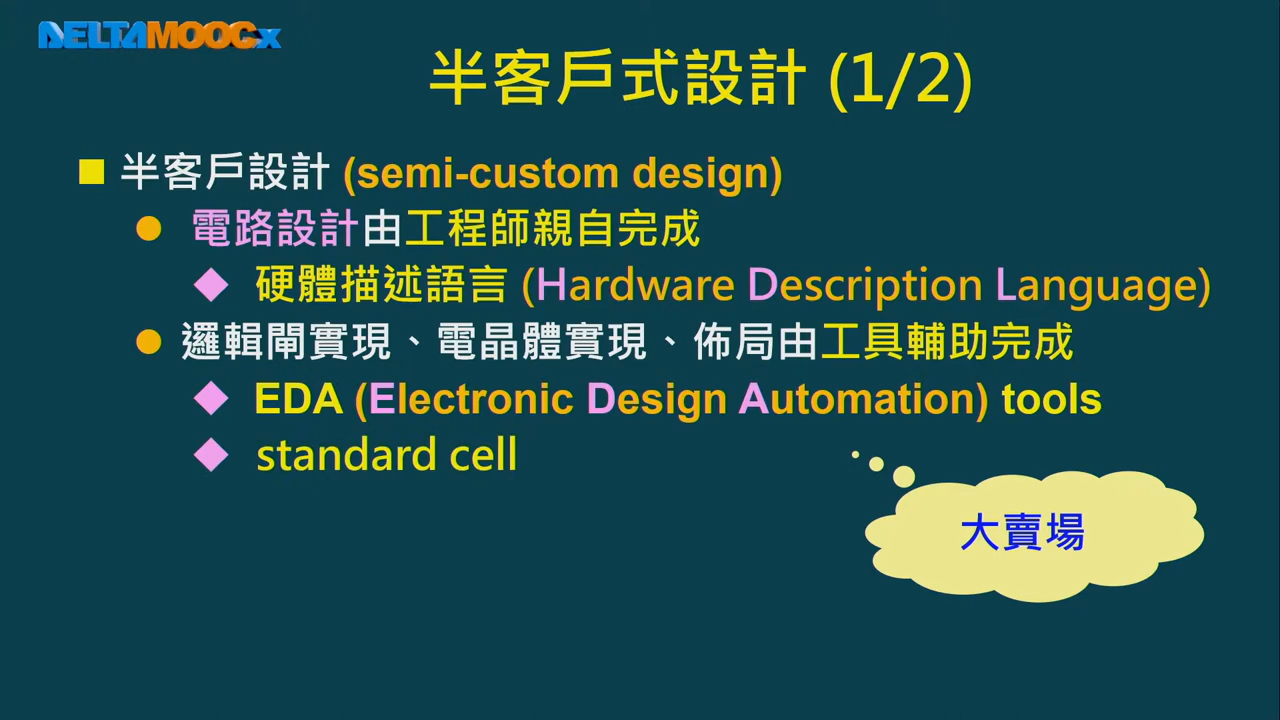 DELTAMOOCx
半客戶式設計 (1/2)
半客戶設計 (semi-custom design)
電路設計由工程師親自完成
硬體描述語言 (Hardware Description Language)
邏輯閘實現、電晶體實現、佈局由工具輔助完成
EDA (Electronic Design Automation) tools
standard cell
大賣場